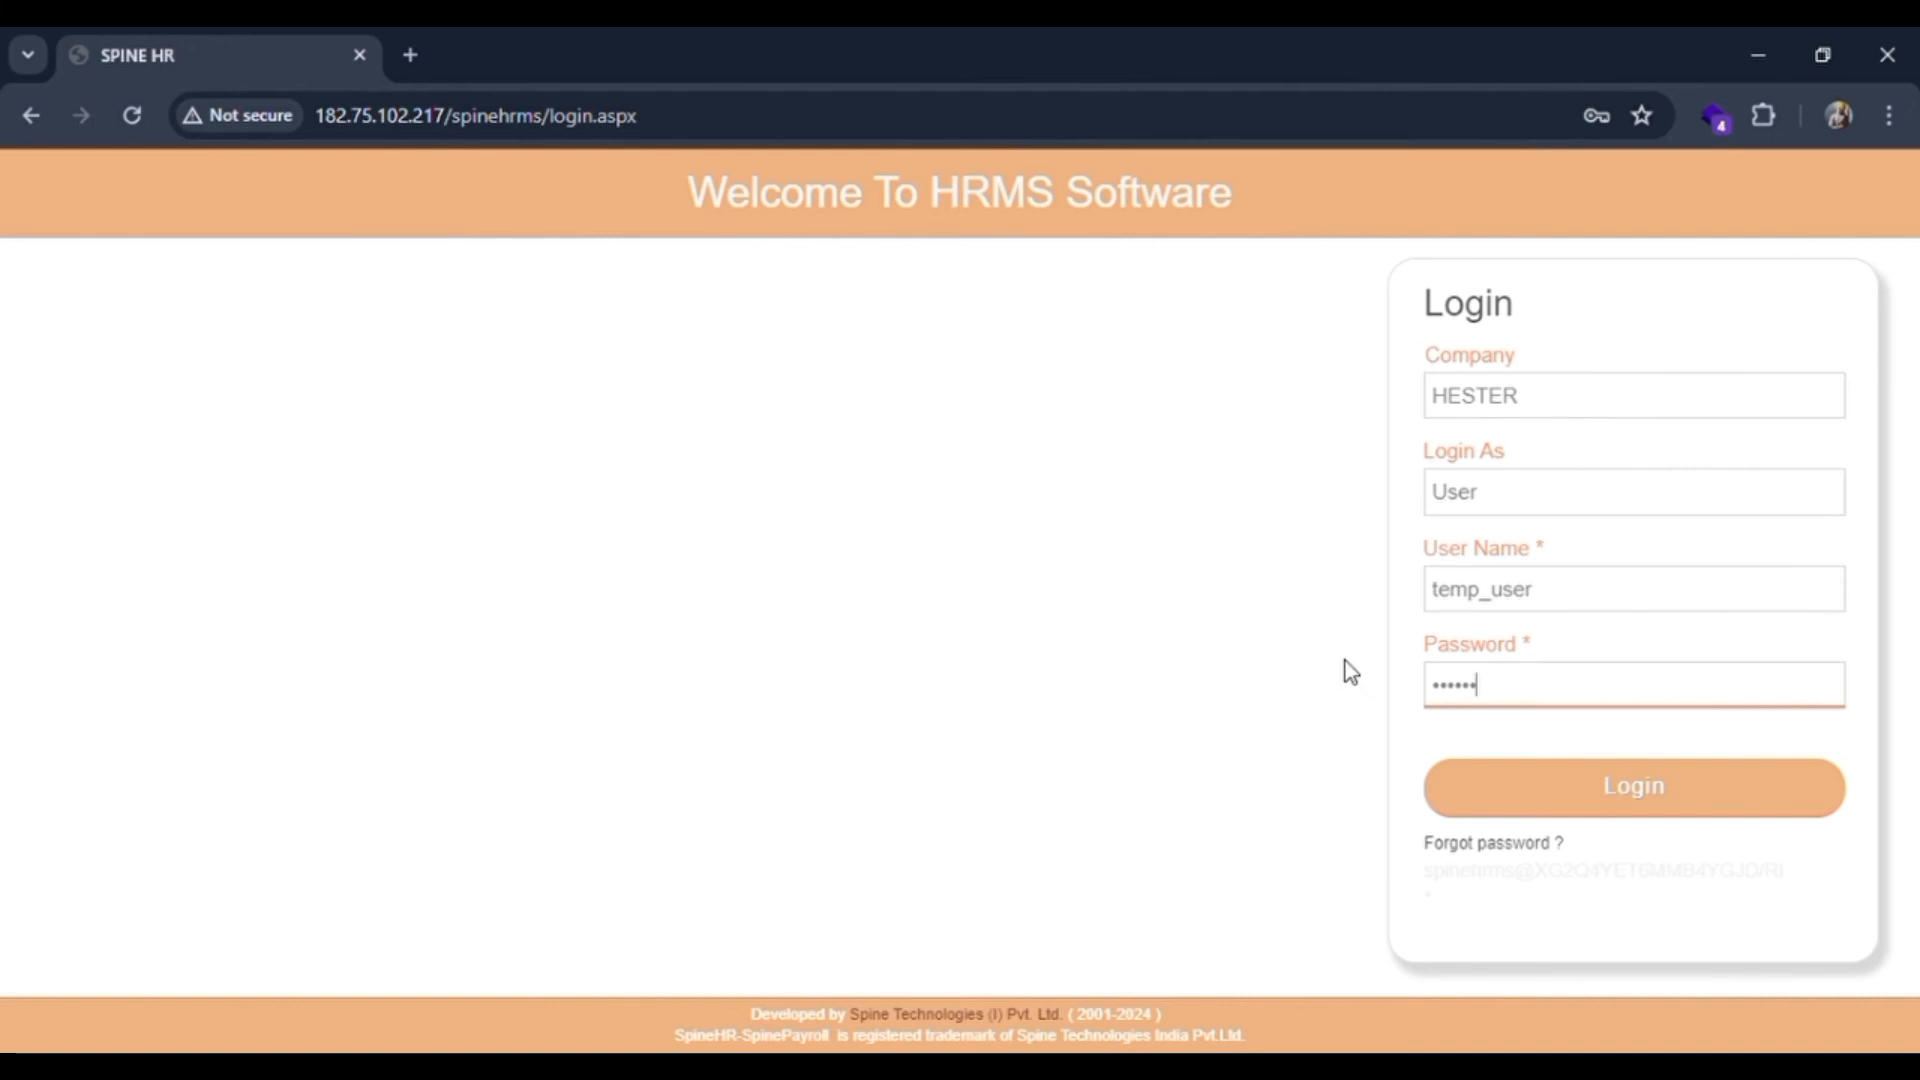 SPINE HR
Not secure 182.75.102.217/spinehrms/login.aspx
4
Welcome To HRMS Software
Login
Company
HESTER
Login As
User
User Name *
temp_user
Password *
••••••
Login
Forgot password ?
Developed by Spine Technologies (I) Pvt. Ltd. ( 2001-2024 )
SpineHR-SpinePayroll is registered trademark of Spine Technologies India Pvt.Ltd.